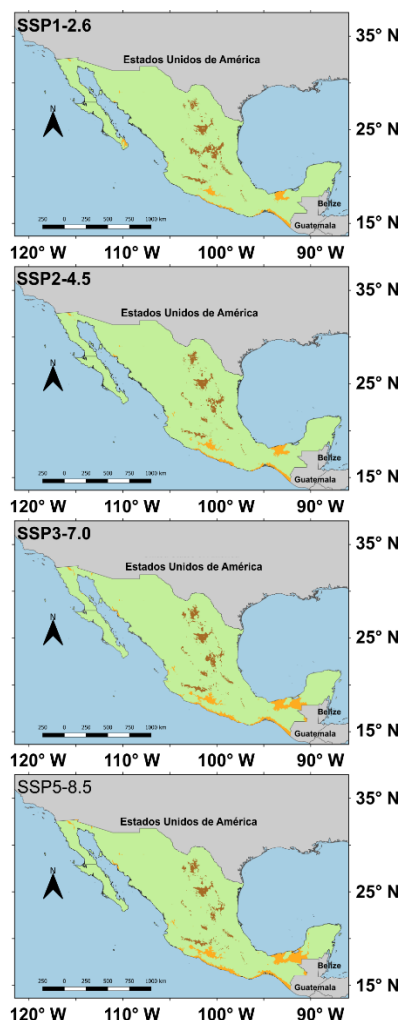 SSP1-2.6
35° N
Estados Unidos de América
N
25° N
Belize
250 0 250 500 750 1000 km
Guatemala
15° N
120° W 110° W 100° W 90° W
SSP2-4.5
35° N
Estados Unidos de América
N
25° N
Belize
250 0 250 500 750 1000 km
Guatemala
15° N
120° W 110° W 100° W 90° W
SSP3-7.0
35° N
Estados Unidos de América
N
25° N
Belize
250 0 250 500 750 1000 km
Guatemala
15° N
120° W 110° W 100° W 90° W
SSP5-8.5
35° N
Estados Unidos de América
N
25° N
Belize
250 0 250 500 750 1000 km
Guatemala
15° N
120° W 110° W 100° W 90° W